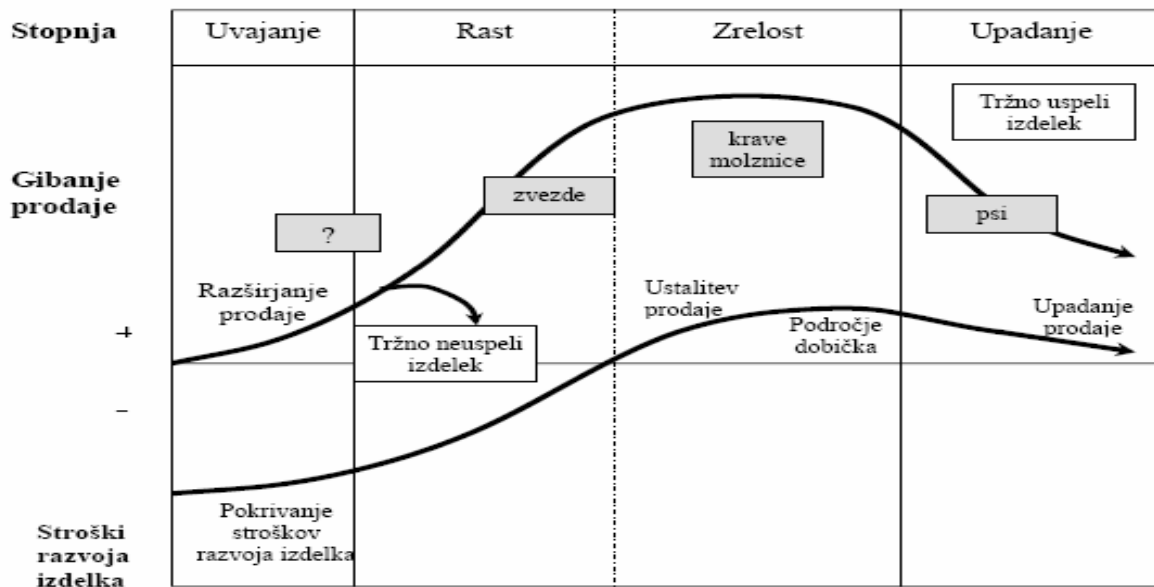 Stopnja
Uvajanje
Rast
Zrelost
Upadanje
Tržno uspeli
izdelek
krave
molznice
Gibanje
prodaje
zvezde
psi
?
Razširjanje
prodaje
Ustalitev
prodaje
Upadanje
prodaje
Področje
dobička
+
Tržno neuspeli
izdelek
–
Pokrivanje
stroškov
razvoja izdelka
Stroški
razvoja
izdelka